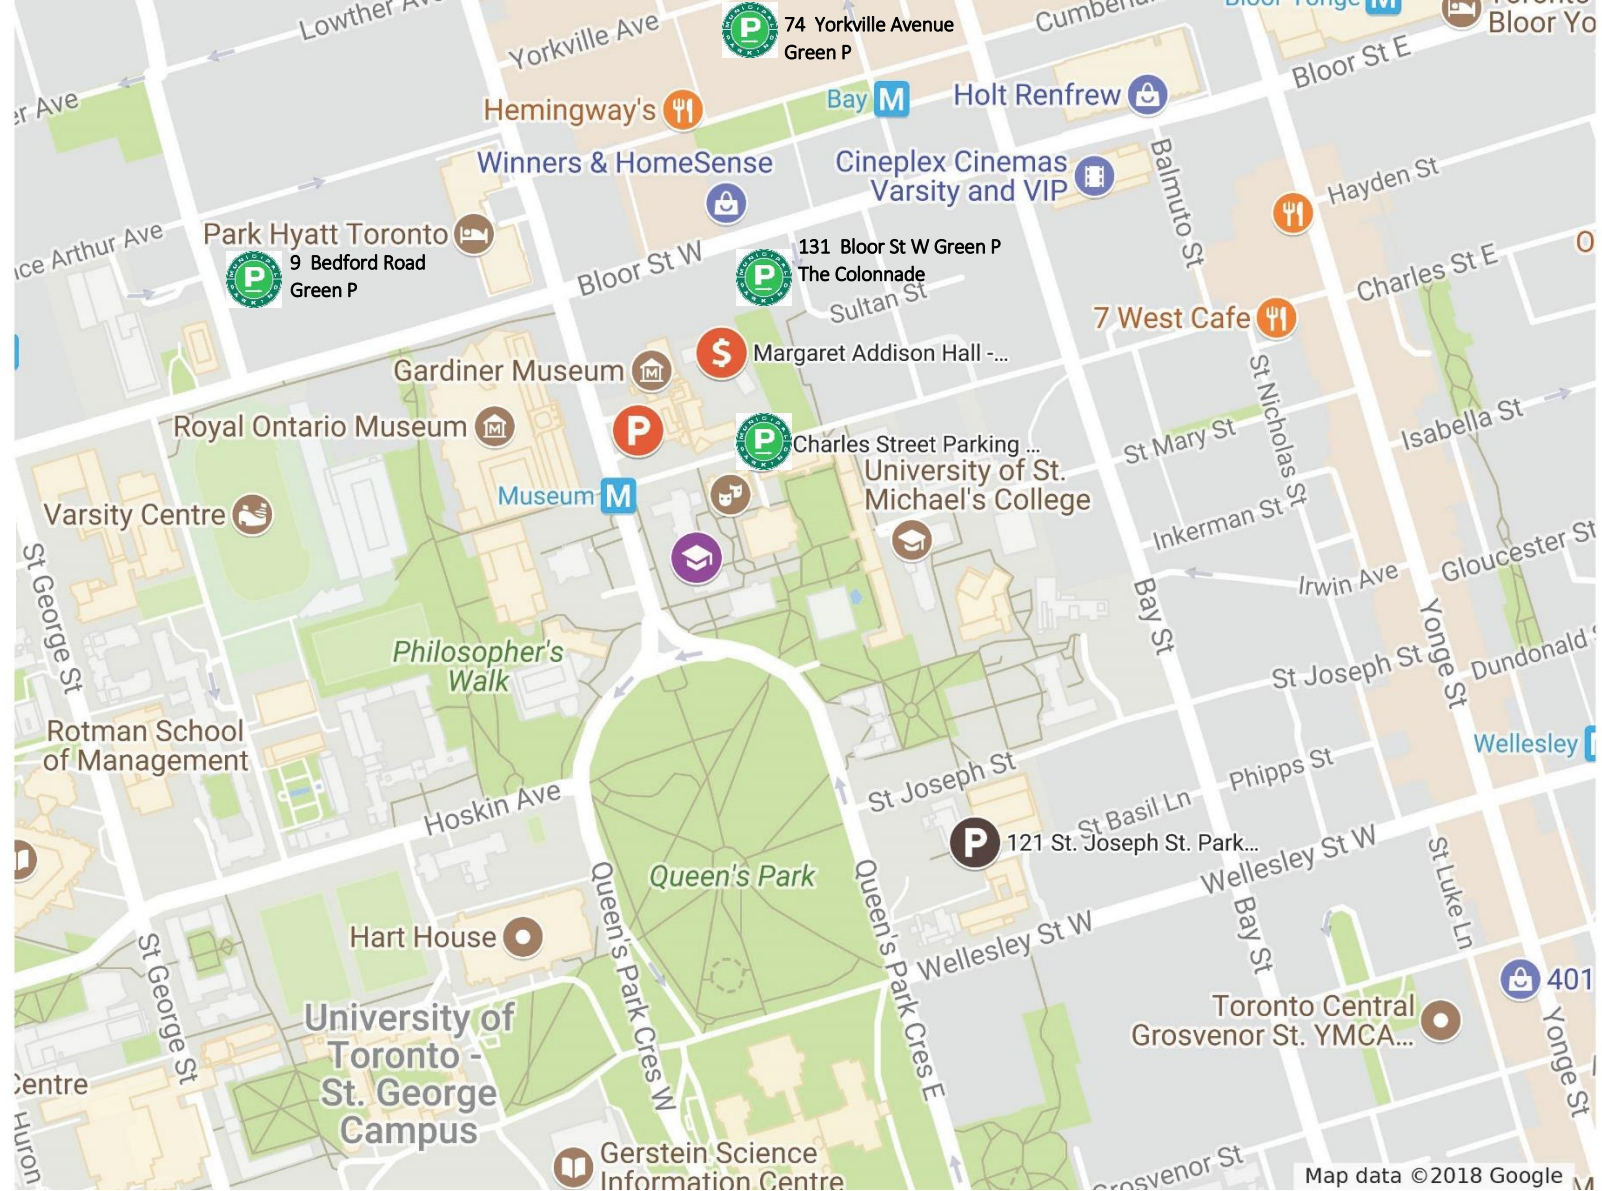 Lowther Ave
Yorkville Ave
74 Yorkville Avenue
Green P
Bloor St E
Bloor Yo
er Ave
Hemingway's
Bay M
Holt Renfrew
Winners & HomeSense
Cineplex Cinemas
Varsity and VIP
Balmuto St
Hayden St
nce Arthur Ave
Park Hyatt Toronto
9 Bedford Road
Green P
Bloor St W
131 Bloor St W Green P
The Colonnade
Sultan St
Charles St E
7 West Cafe
Gardiner Museum
Margaret Addison Hall -...
St Nicholas St
Royal Ontario Museum
P
Charles Street Parking ...
St Mary St
Isabella St
Museum M
University of St.
Michael's College
Varsity Centre
Inkerman St
Irwin Ave
Gloucester St
St George St
Philosopher's
Walk
Bay St
Yonge St
St Joseph St
Dundonald
Rotman School
of Management
Wellesley
Hoskin Ave
St Joseph St
St Basil Ln
Phipps St
P 121 St. Joseph St. Park...
Wellesley St W
St Luke Ln
Queen's Park
Queen's Park Cres W
Queen's Park Cres E
Hart House
Wellesley St W
Bay St
St George St
401
University of
Toronto -
St. George
Campus
Toronto Central
Grosvenor St. YMCA...
Yonge St
Centre
Huron
Gerstein Science
Information Centre
Grosvenor St
Map data ©2018 Google